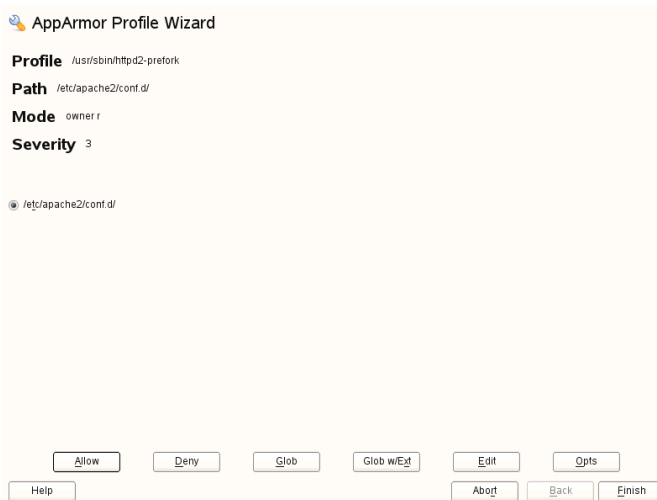 AppArmor Profile Wizard
Profile /usr/sbin/httpd2-prefork
Path /etc/apache2/conf.d/
Mode owner r
Severity 3
/etc/apache2/conf.d/
Allow Deny Glob Glob w/Ext Edit Opts
Help Abort Back Finish